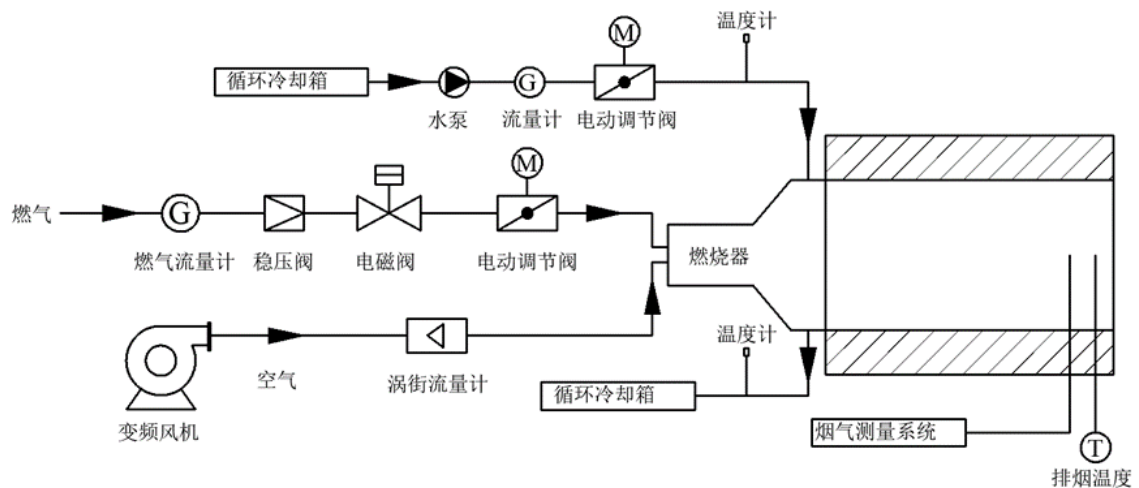 温度计
M
循环冷却箱
G
水泵
流量计
电动调节阀
M
燃气
G
燃气流量计
稳压阀
电磁阀
电动调节阀
燃烧器
温度计
空气
涡街流量计
循环冷却箱
变频风机
烟气测量系统
T
排烟温度